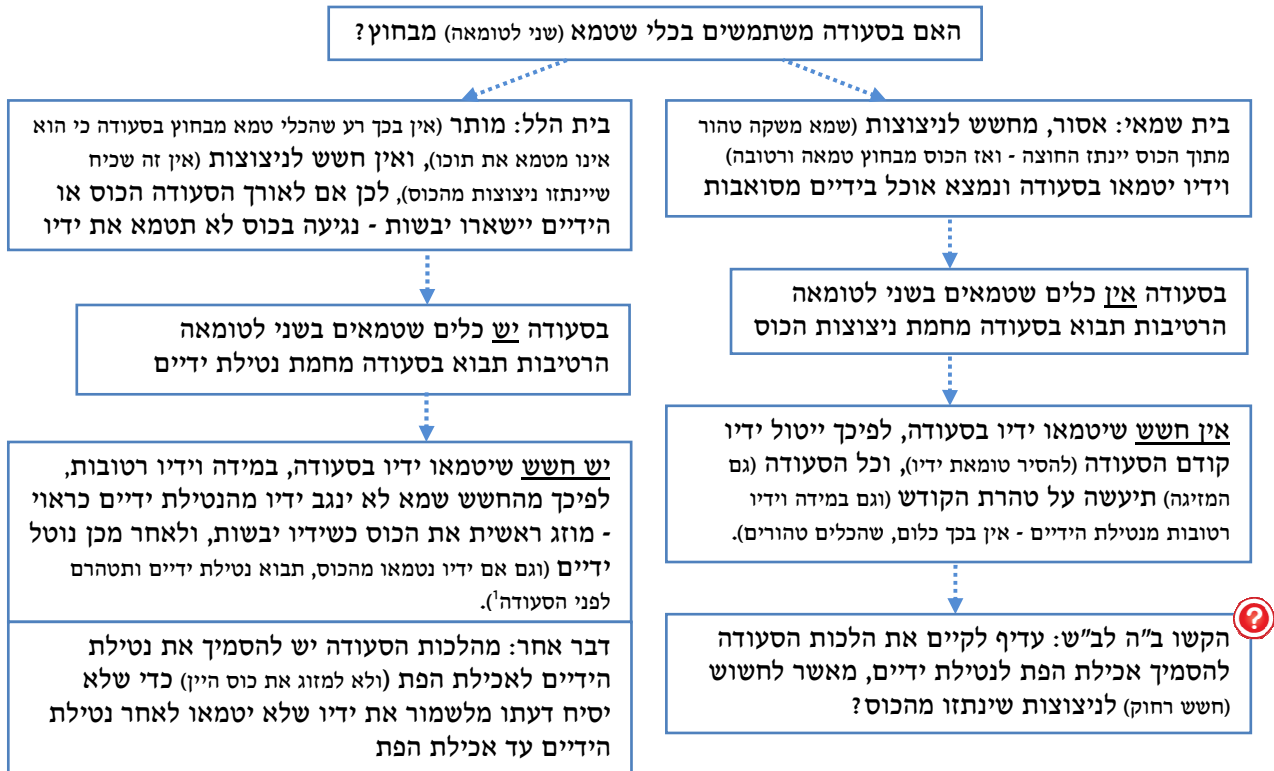 האם בסעודה משתמשים בכלי שטמא (שני לטומאה) מבחוץ?
בית שמאי: אסור, מחשש לניצוצות (שמא משקה טהור
מתוך הכוס יינתז החוצה - ואז הכוס מבחוץ טמאה ורטובה)
וידיו יטמאו בסעודה ונמצא אוכל בידיים מסואבות
בסעודה אין כלים שטמאים בשני לטומאה
הרטיבות תבוא בסעודה מחמת ניצוצות הכוס
אין חשש שיטמאו ידיו בסעודה, לפיכך ייטול ידיו
קודם הסעודה (להסיר טומאת ידיו), וכל הסעודה (גם
המזיגה) תיעשה על טהרת הקודש (וגם במידה וידיו
רטובות מנטילת הידיים - אין בכך כלום, שהכלים טהורים).
?
הקשו ב"ה לב"ש: עדיף לקיים את הלכות הסעודה
להסמיך אכילת הפת לנטילת ידיים, מאשר לחשוש
(חשש רחוק) לניצוצות שינתזו מהכוס?
בית הלל: מותר (אין בכך רע שהכלי טמא מבחוץ בסעודה כי הוא
אינו מטמא את תוכו), ואין חשש לניצוצות (אין זה שכיח
שיינתזו ניצוצות מהכוס), לכן אם לאורך הסעודה הכוס או
הידיים יישארו יבשות - נגיעה בכוס לא תטמא את ידיו
בסעודה יש כלים שטמאים בשני לטומאה
הרטיבות תבוא בסעודה מחמת נטילת ידיים
יש חשש שיטמאו ידיו בסעודה, במידה וידיו רטובות,
לפיכך מהחשש שמא לא ינגב ידיו מהנטילת ידיים כראוי
- מוזג ראשית את הכוס כשידיו יבשות, ולאחר מכן נוטל
ידיים (וגם אם ידיו נטמאו מהכוס, תבוא נטילת ידיים ותטהרם
לפני הסעודה¹).
דבר אחר: מהלכות הסעודה יש להסמיך את נטילת
הידיים לאכילת הפת (ולא למזוג את כוס היין) כדי שלא
יסיח דעתו מלשמור את ידיו שלא יטמאו לאחר נטילת
הידיים עד אכילת הפת